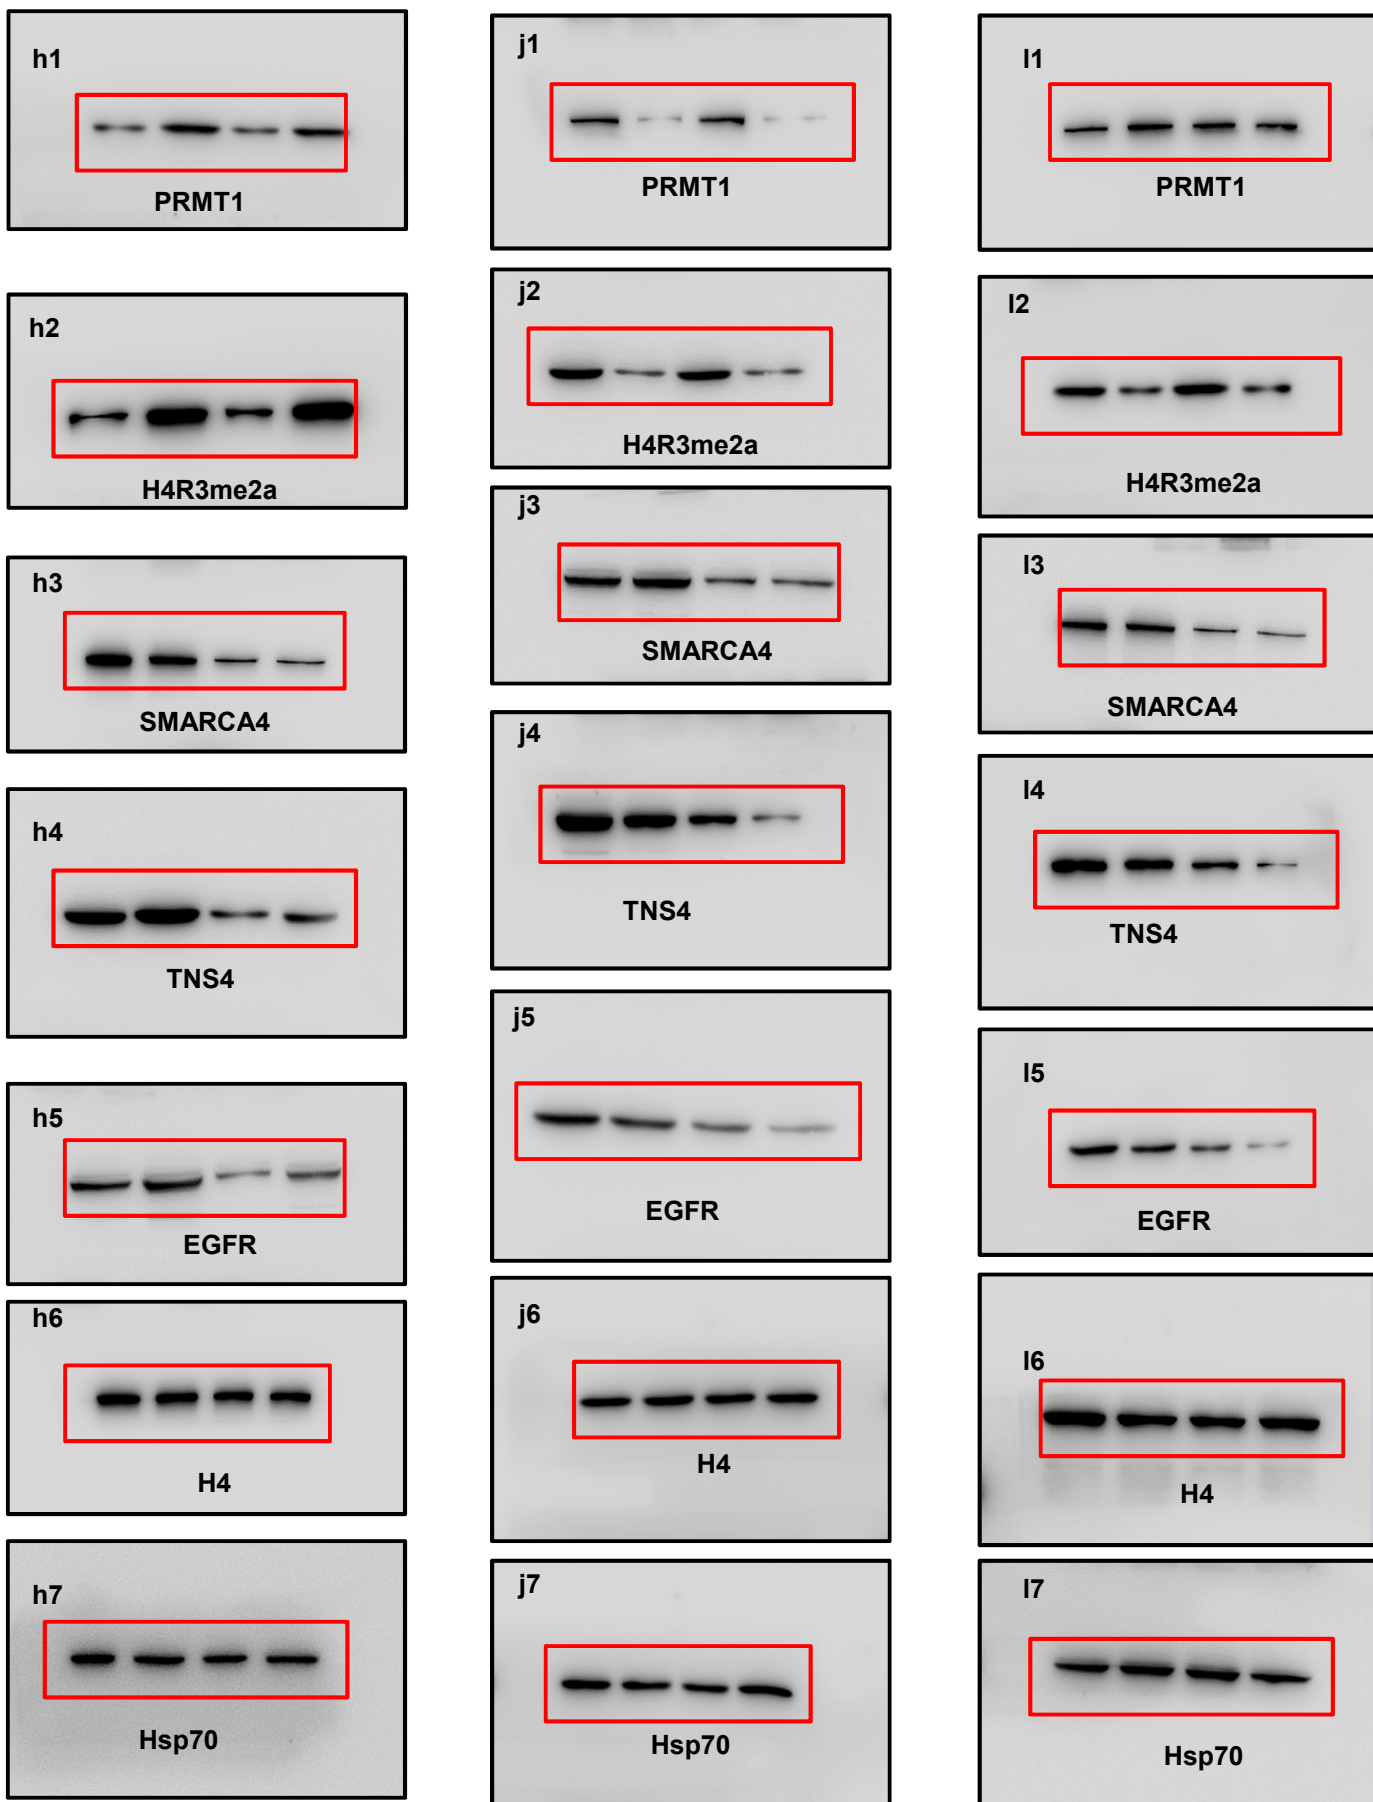 h1
PRMT1
h2
H4R3me2a
h3
SMARCA4
h4
TNS4
h5
EGFR
h6
H4
h7
Hsp70
j1
PRMT1
j2
H4R3me2a
j3
SMARCA4
j4
TNS4
j5
EGFR
j6
H4
j7
Hsp70
l1
PRMT1
l2
H4R3me2a
l3
SMARCA4
l4
TNS4
l5
EGFR
l6
H4
l7
Hsp70